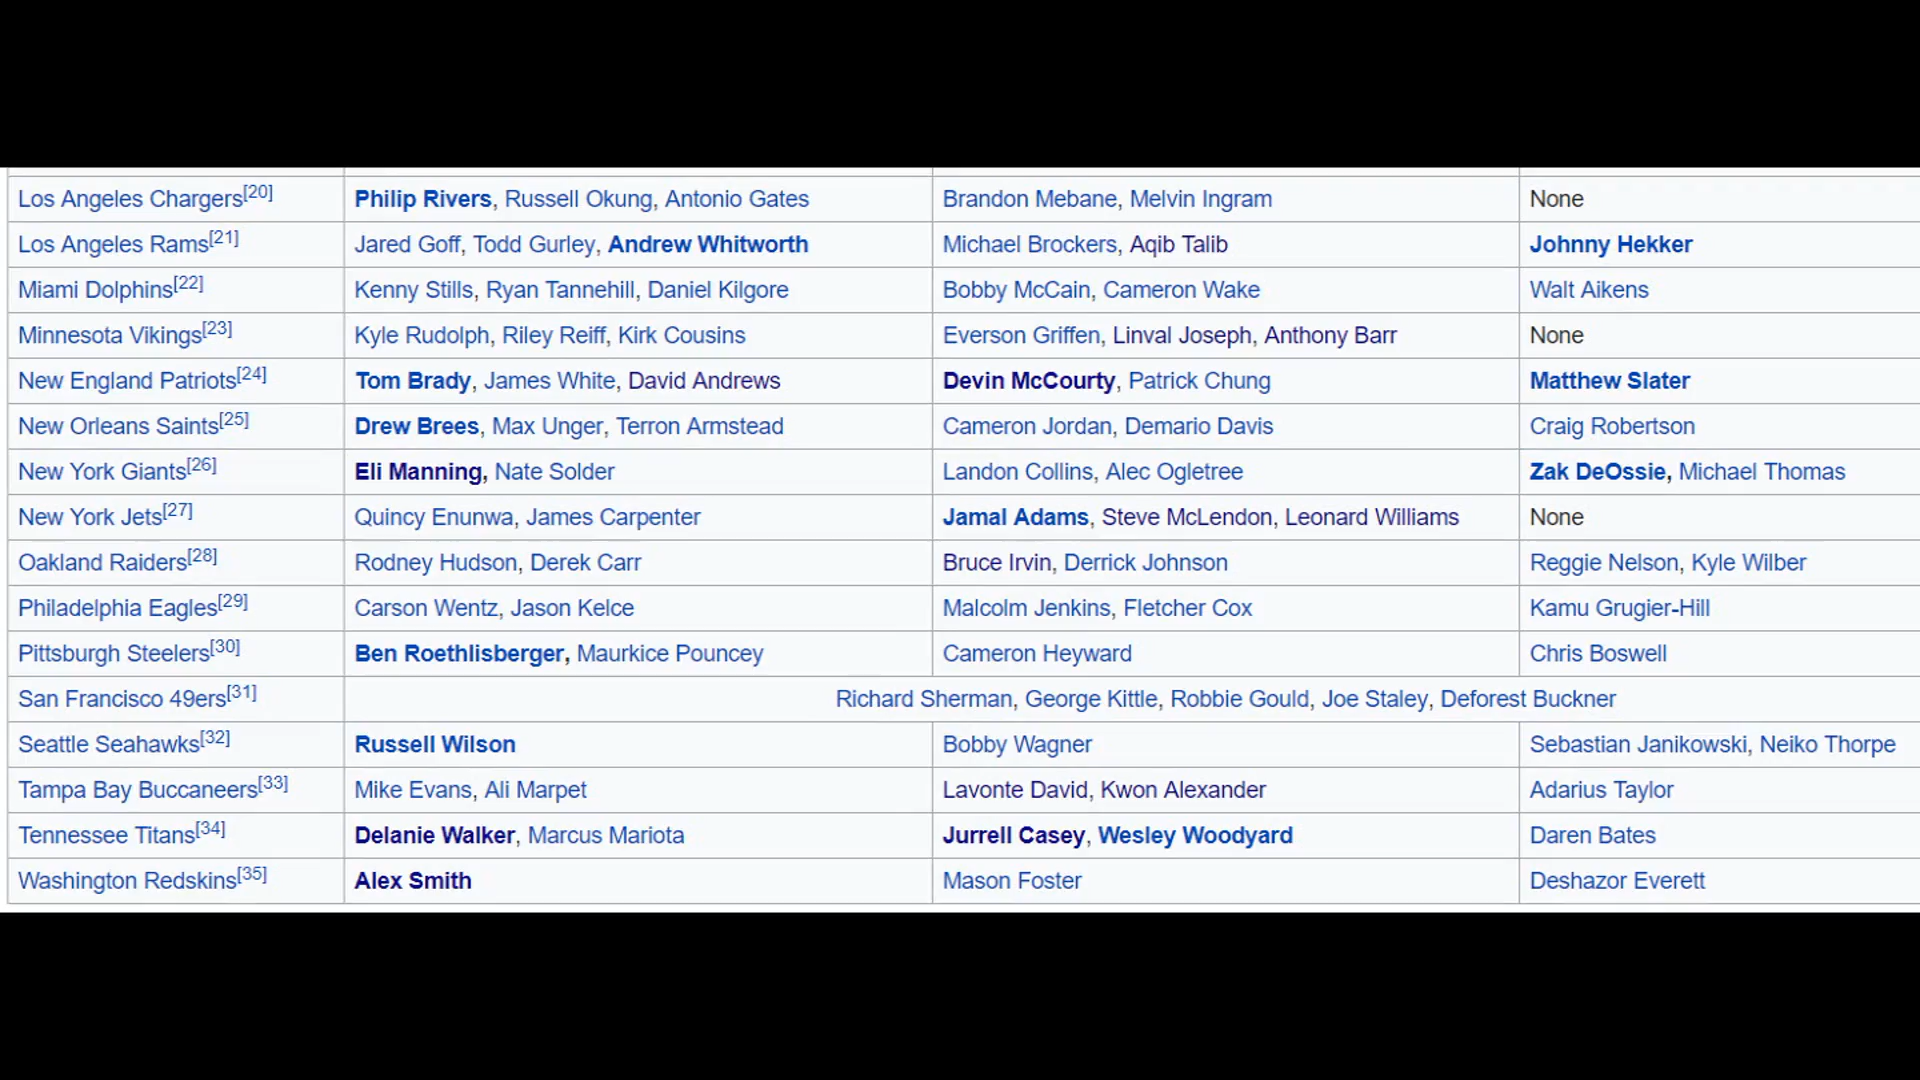 Los Angeles Chargers[20] Philip Rivers, Russell Okung, Antonio Gates Brandon Mebane, Melvin Ingram None
Los Angeles Rams[21] Jared Goff, Todd Gurley, Andrew Whitworth Michael Brockers, Aqib Talib Johnny Hekker
Miami Dolphins[22] Kenny Stills, Ryan Tannehill, Daniel Kilgore Bobby McCain, Cameron Wake Walt Aikens
Minnesota Vikings[23] Kyle Rudolph, Riley Reiff, Kirk Cousins Everson Griffen, Linval Joseph, Anthony Barr None
New England Patriots[24] Tom Brady, James White, David Andrews Devin McCourty, Patrick Chung Matthew Slater
New Orleans Saints[25] Drew Brees, Max Unger, Terron Armstead Cameron Jordan, Demario Davis Craig Robertson
New York Giants[26] Eli Manning, Nate Solder Landon Collins, Alec Ogletree Zak DeOssie, Michael Thomas
New York Jets[27] Quincy Enunwa, James Carpenter Jamal Adams, Steve McLendon, Leonard Williams None
Oakland Raiders[28] Rodney Hudson, Derek Carr Bruce Irvin, Derrick Johnson Reggie Nelson, Kyle Wilber
Philadelphia Eagles[29] Carson Wentz, Jason Kelce Malcolm Jenkins, Fletcher Cox Kamu Grugier-Hill
Pittsburgh Steelers[30] Ben Roethlisberger, Maurkice Pouncey Cameron Heyward Chris Boswell
San Francisco 49ers[31] Richard Sherman, George Kittle, Robbie Gould, Joe Staley, Deforest Buckner
Seattle Seahawks[32] Russell Wilson Bobby Wagner Sebastian Janikowski, Neiko Thorpe
Tampa Bay Buccaneers[33] Mike Evans, Ali Marpet Lavonte David, Kwon Alexander Adarius Taylor
Tennessee Titans[34] Delanie Walker, Marcus Mariota Jurrell Casey, Wesley Woodyard Daren Bates
Washington Redskins[35] Alex Smith Mason Foster Deshazor Everett